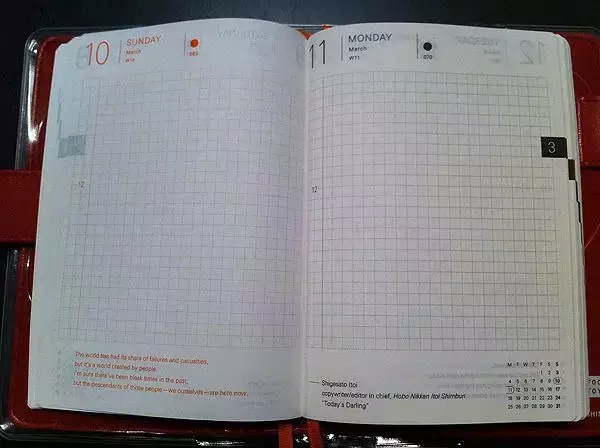 10 SUNDAY
March
W10
069
12
The world has had its share of failures and casualties,
but it's a world created by people.
I'm sure there've been bleak times in the past,
but the descendants of those people—we ourselves—are here now.
11 MONDAY
March
W11
070
3
12
Shigesato Itoi
copywriter/editor in chief, Hobo Nikkan Itoi Shimbun
"Today's Darling"
M T W T F S S
1 2 3
4 5 6 7 8 9 10
11 12 13 14 15 16 17
18 19 20 21 22 23 24
25 26 27 28 29 30 31